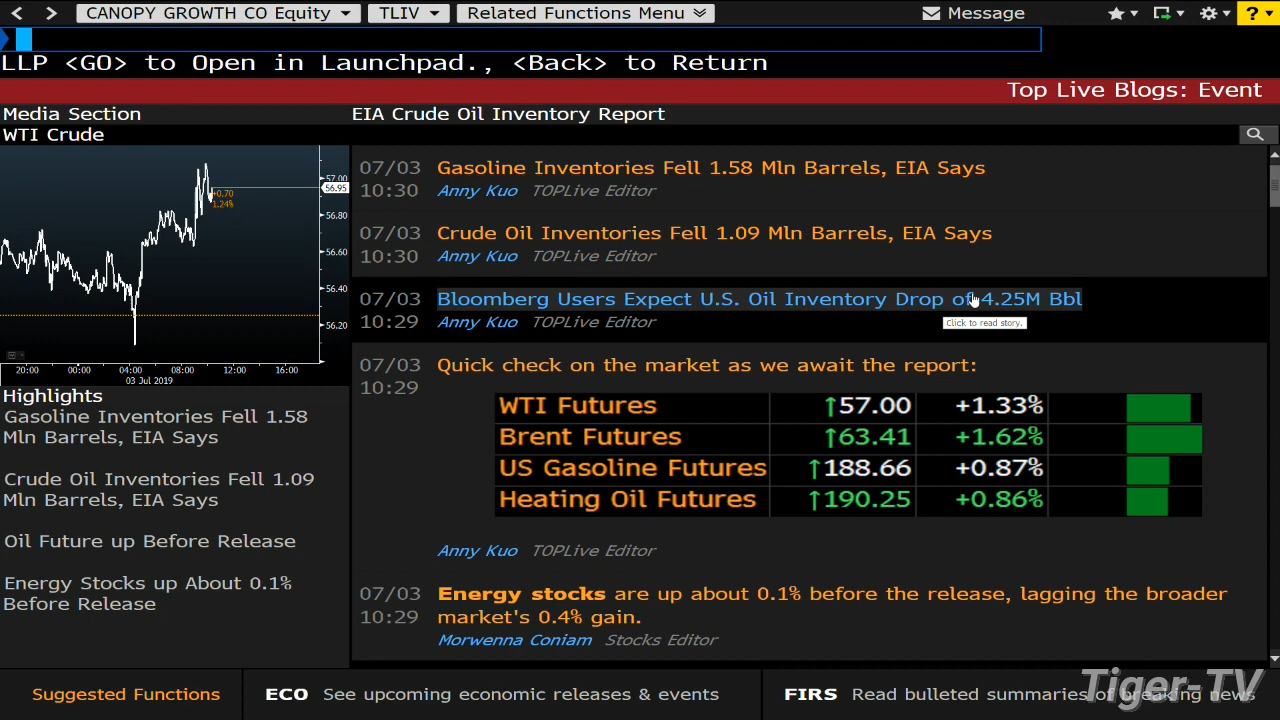 CANOPY GROWTH CO Equity TLIV Related Functions Menu Message ?
LLP <GO> to Open in Launchpad., <Back> to Return
Top Live Blogs: Event
Media Section
EIA Crude Oil Inventory Report
WTI Crude
57.00
56.95
56.80
56.60
56.40
56.20
+0.70
1.24%
20:00 00:00 04:00 08:00 12:00 16:00
03 Jul 2019
Highlights
Gasoline Inventories Fell 1.58
Mln Barrels, EIA Says
Crude Oil Inventories Fell 1.09
Mln Barrels, EIA Says
Oil Future up Before Release
Energy Stocks up About 0.1%
Before Release
07/03 Gasoline Inventories Fell 1.58 Mln Barrels, EIA Says
10:30 Anny Kuo TOPLive Editor
07/03 Crude Oil Inventories Fell 1.09 Mln Barrels, EIA Says
10:30 Anny Kuo TOPLive Editor
07/03 Bloomberg Users Expect U.S. Oil Inventory Drop of 4.25M Bbl
10:29 Anny Kuo TOPLive Editor
Click to read story.
07/03 Quick check on the market as we await the report:
10:29
WTI Futures ↑57.00 +1.33%
Brent Futures ↑63.41 +1.62%
US Gasoline Futures ↑188.66 +0.87%
Heating Oil Futures ↑190.25 +0.86%
Anny Kuo TOPLive Editor
07/03 Energy stocks are up about 0.1% before the release, lagging the broader
10:29 market's 0.4% gain.
Morwenna Coniam Stocks Editor
Suggested Functions ECO See upcoming economic releases & events FIRS Read bulleted summaries of breaking news
Tiger-TV